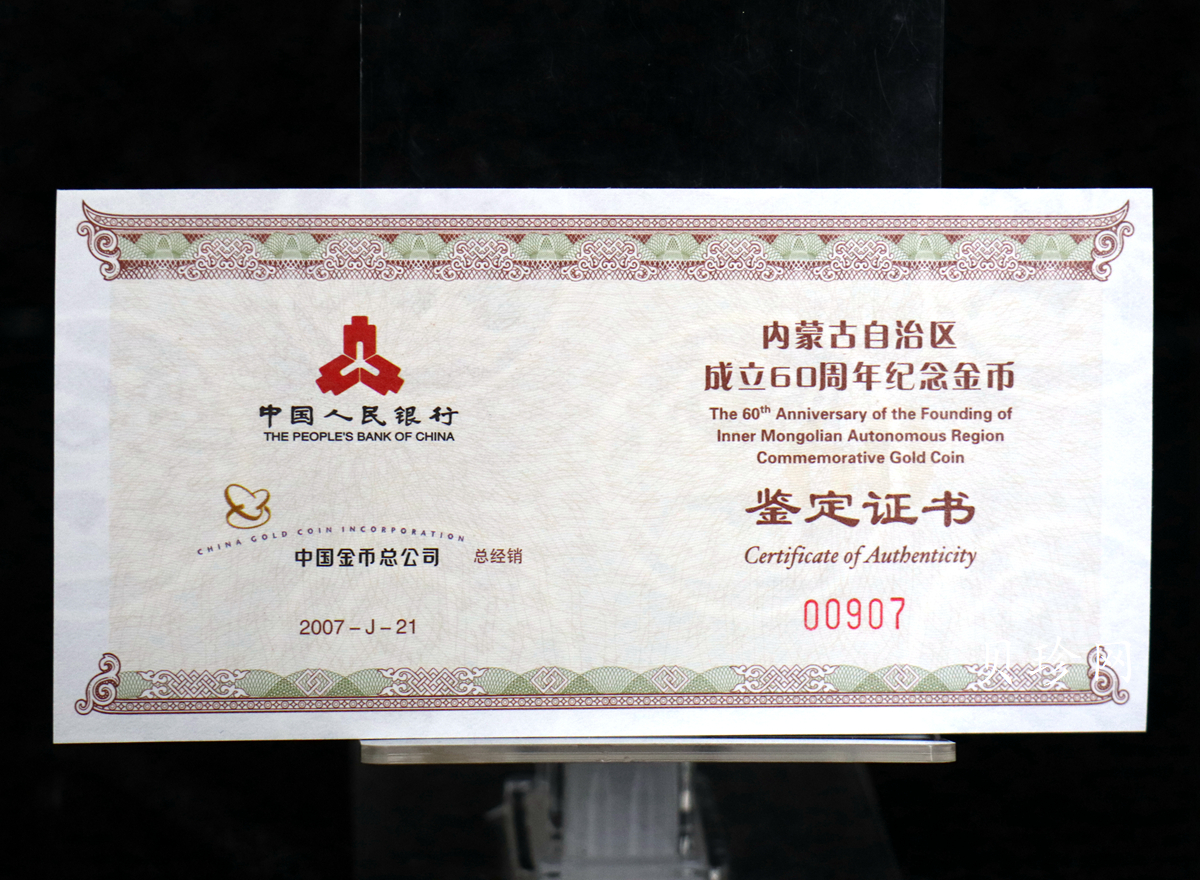 中国人民银行
THE PEOPLE'S BANK OF CHINA
CHINA GOLD COIN INCORPORATION
中国金币总公司 总经销
2007-J-21
内蒙古自治区
成立60周年纪念金币
The 60th Anniversary of the Founding of
Inner Mongolian Autonomous Region
Commemorative Gold Coin
鉴定证书
Certificate of Authenticity
00907
贝珍网